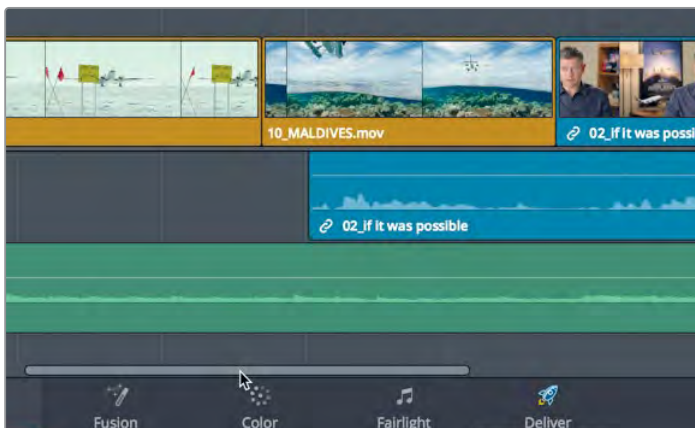 10_MALDIVES.mov
02_if it was possi
02_if it was possible
Fusion
Color
Fairlight
Deliver